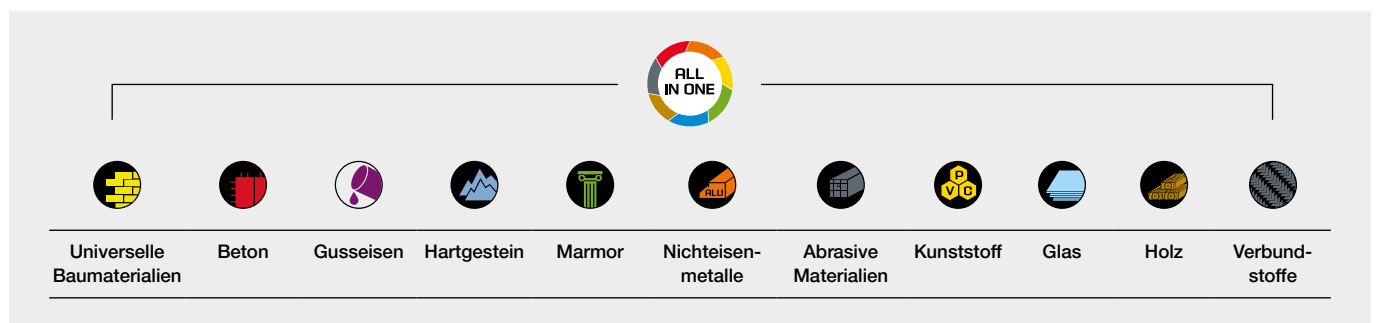 ALL
IN ONE
ALU
P
V C
Universelle
Baumaterialien
Beton
Gusseisen
Hartgestein
Marmor
Nichteisen-
metalle
Abrasive
Materialien
Kunststoff
Glas
Holz
Verbund-
stoffe